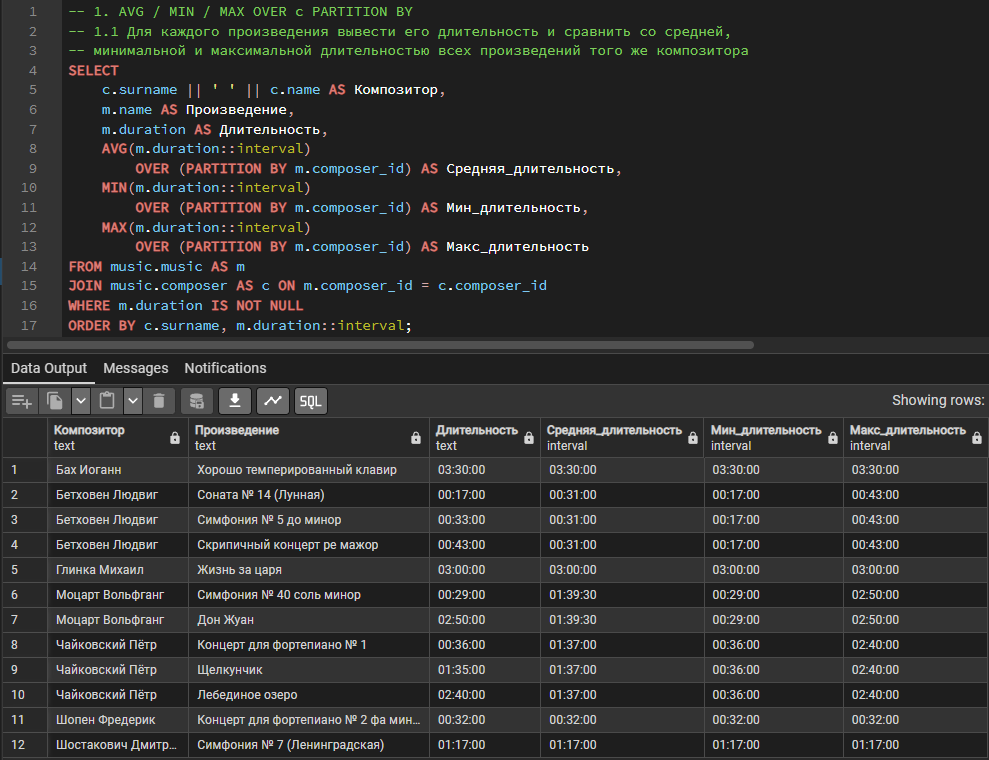 1 -- 1. AVG / MIN / MAX OVER с PARTITION BY
2 -- 1.1 Для каждого произведения вывести его длительность и сравнить со средней,
3 -- минимальной и максимальной длительностью всех произведений того же композитора
4 SELECT
5 c.surname || ' ' || c.name AS Композитор,
6 m.name AS Произведение,
7 m.duration AS Длительность,
8 AVG(m.duration::interval)
9 OVER (PARTITION BY m.composer_id) AS Средняя_длительность,
10 MIN(m.duration::interval)
11 OVER (PARTITION BY m.composer_id) AS Мин_длительность,
12 MAX(m.duration::interval)
13 OVER (PARTITION BY m.composer_id) AS Макс_длительность
14 FROM music.music AS m
15 JOIN music.composer AS c ON m.composer_id = c.composer_id
16 WHERE m.duration IS NOT NULL
17 ORDER BY c.surname, m.duration::interval;
Data Output Messages Notifications
SQL Showing rows:
Композитор Произведение Длительность Средняя_длительность Мин_длительность Макс_длительность
text text text interval interval interval
1 Бах Иоганн Хорошо темперированный клавир 03:30:00 03:30:00 03:30:00 03:30:00
2 Бетховен Людвиг Соната № 14 (Лунная) 00:17:00 00:31:00 00:17:00 00:43:00
3 Бетховен Людвиг Симфония № 5 до минор 00:33:00 00:31:00 00:17:00 00:43:00
4 Бетховен Людвиг Скрипичный концерт ре мажор 00:43:00 00:31:00 00:17:00 00:43:00
5 Глинка Михаил Жизнь за царя 03:00:00 03:00:00 03:00:00 03:00:00
6 Моцарт Вольфганг Симфония № 40 соль минор 00:29:00 01:39:30 00:29:00 02:50:00
7 Моцарт Вольфганг Дон Жуан 02:50:00 01:39:30 00:29:00 02:50:00
8 Чайковский Пётр Концерт для фортепиано № 1 00:36:00 01:37:00 00:36:00 02:40:00
9 Чайковский Пётр Щелкунчик 01:35:00 01:37:00 00:36:00 02:40:00
10 Чайковский Пётр Лебединое озеро 02:40:00 01:37:00 00:36:00 02:40:00
11 Шопен Фредерик Концерт для фортепиано № 2 фа мин... 00:32:00 00:32:00 00:32:00 00:32:00
12 Шостакович Дмитр... Симфония № 7 (Ленинградская) 01:17:00 01:17:00 01:17:00 01:17:00